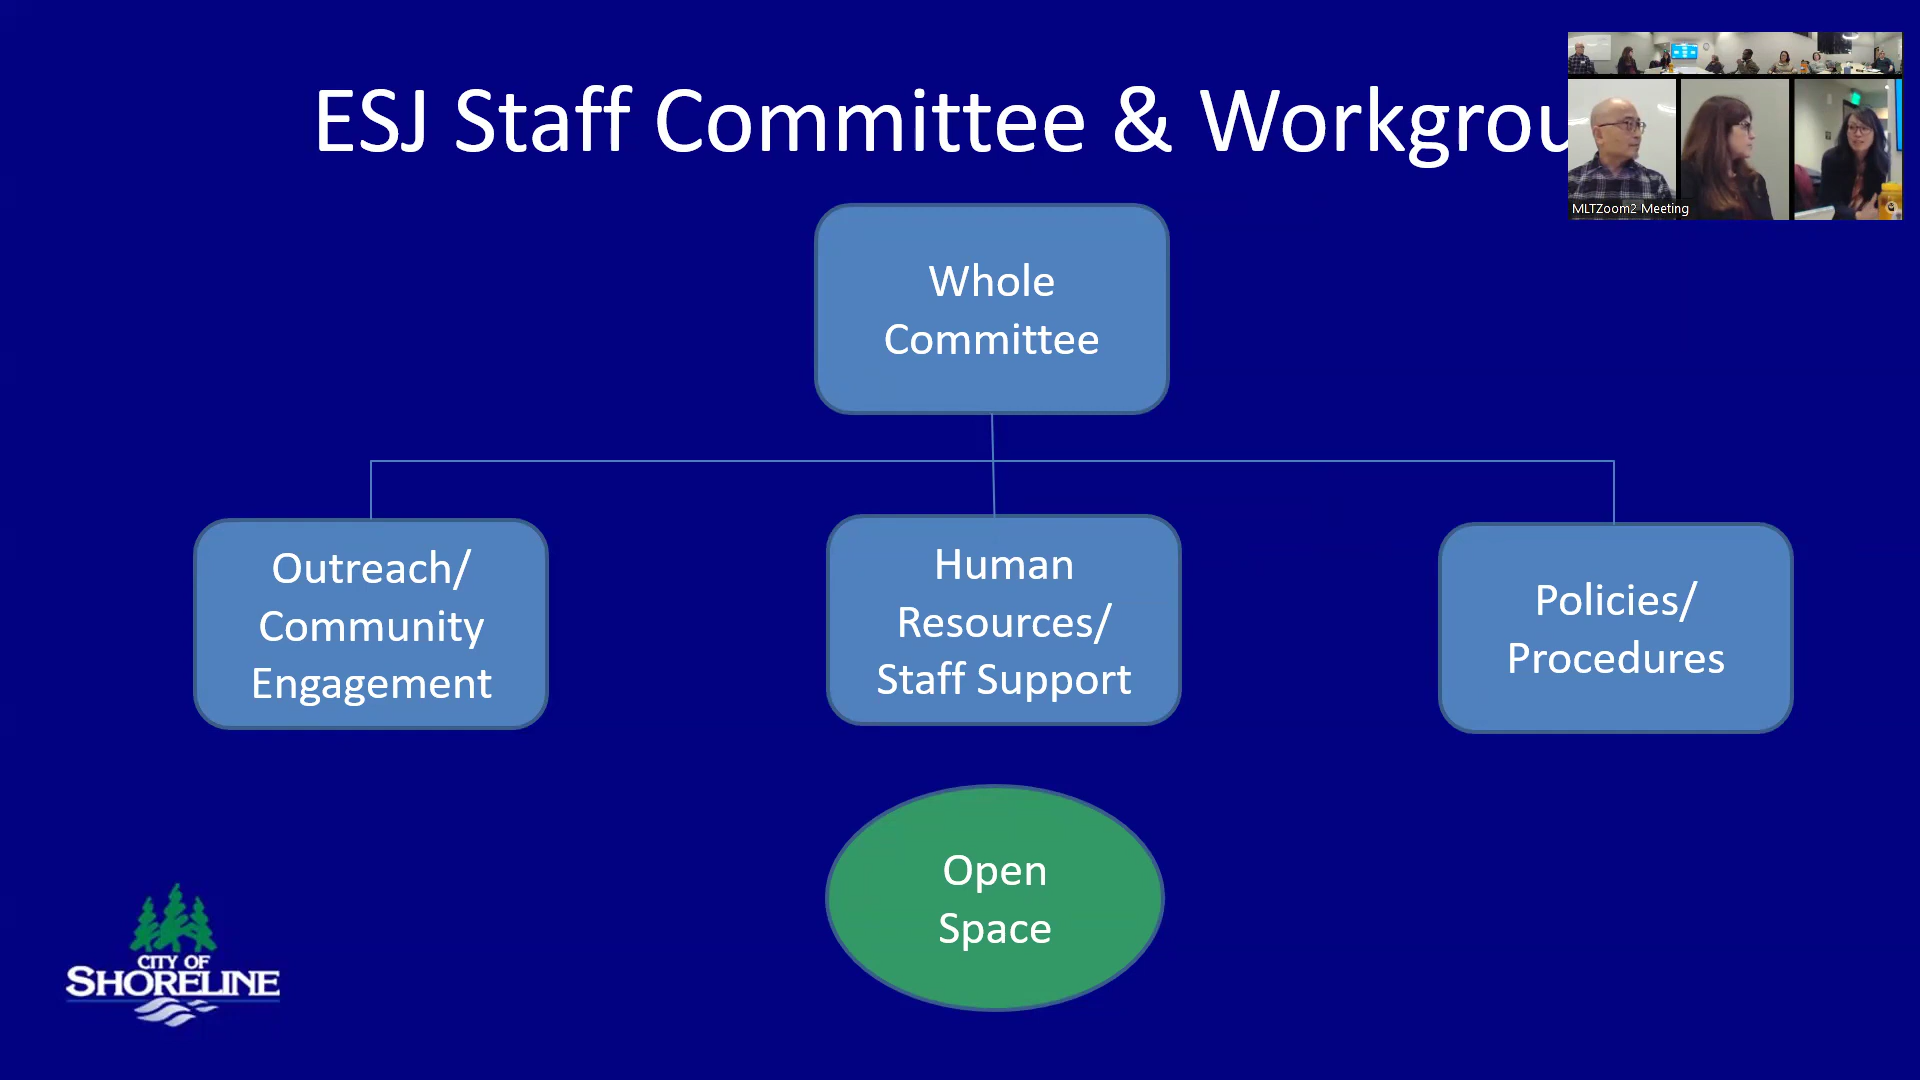 ESJ Staff Committee & Workgrou
MLTZoom2 Meeting
Whole
Committee
Outreach/
Community
Engagement
Human
Resources/
Staff Support
Policies/
Procedures
Open
Space
CITY OF
SHORELINE